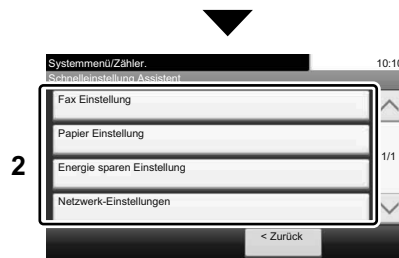 Systemmenü/Zähler. 10:10
Schnelleinstellung Assistent
Fax Einstellung
Papier Einstellung
1/1
2
Energie sparen Einstellung
Netzwerk-Einstellungen
< Zurück